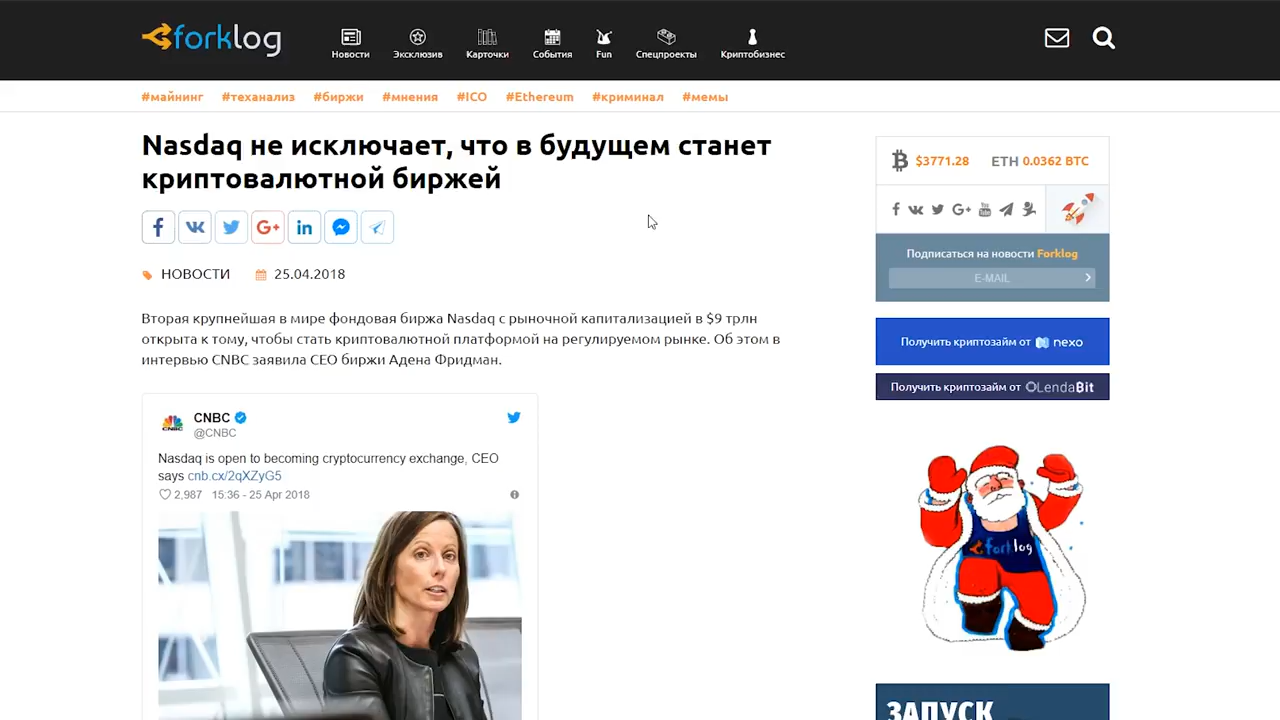 forklog
Новости
Эксклюзив
Карточки
События
Fun
Спецпроекты
Криптобизнес
#майнинг #теханализ #биржи #мнения #ICO #Ethereum #криминал #мемы
Nasdaq не исключает, что в будущем станет
криптовалютной биржей
НОВОСТИ 25.04.2018
Вторая крупнейшая в мире фондовая биржа Nasdaq с рыночной капитализацией в $9 трлн
открыта к тому, чтобы стать криптовалютной платформой на регулируемом рынке. Об этом в
интервью CNBC заявила CEO биржи Адена Фридман.
CNBC
@CNBC
Nasdaq is open to becoming cryptocurrency exchange, CEO
says cnb.cx/2qXZyG5
2,987 15:36 - 25 Apr 2018
$3771.28 ETH 0.0362 BTC
Подписаться на новости Forklog
E-MAIL
Получить криптозайм от nexo
Получить криптозайм от LendaBit
forklog
ЗАПУСК